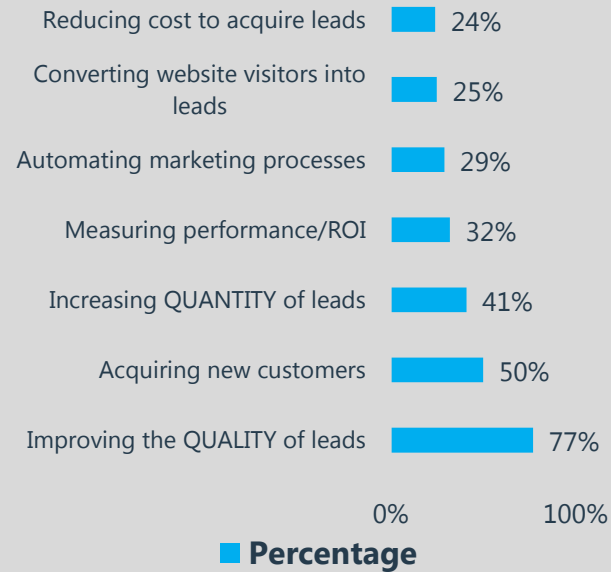 Reducing cost to acquire leads 24%
Converting website visitors into
leads 25%
Automating marketing processes 29%
Measuring performance/ROI 32%
Increasing QUANTITY of leads 41%
Acquiring new customers 50%
Improving the QUALITY of leads 77%
0% 100%
Percentage